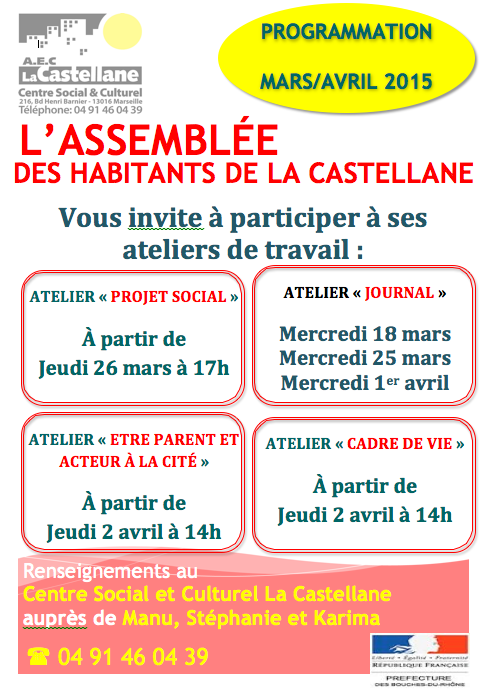 A.E.C
La Castellane
Centre Social & Culturel
216, Bd Henri Barnier - 13016 Marseille
Téléphone: 04 91 46 04 39
PROGRAMMATION
MARS/AVRIL 2015
L’ASSEMBLÉE
DES HABITANTS DE LA CASTELLANE
Vous invite à participer à ses
ateliers de travail :
ATELIER « PROJET SOCIAL »
À partir de
Jeudi 26 mars à 17h
ATELIER « JOURNAL »
Mercredi 18 mars
Mercredi 25 mars
Mercredi 1er avril
ATELIER « ETRE PARENT ET
ACTEUR À LA CITÉ »
À partir de
Jeudi 2 avril à 14h
ATELIER « CADRE DE VIE »
À partir de
Jeudi 2 avril à 14h
Renseignements au
Centre Social et Culturel La Castellane
auprès de Manu, Stéphanie et Karima
☎ 04 91 46 04 39
Liberté • Égalité • Fraternité
RÉPUBLIQUE FRANÇAISE
PREFECTURE
DES BOUCHES-DU-RHÔNE